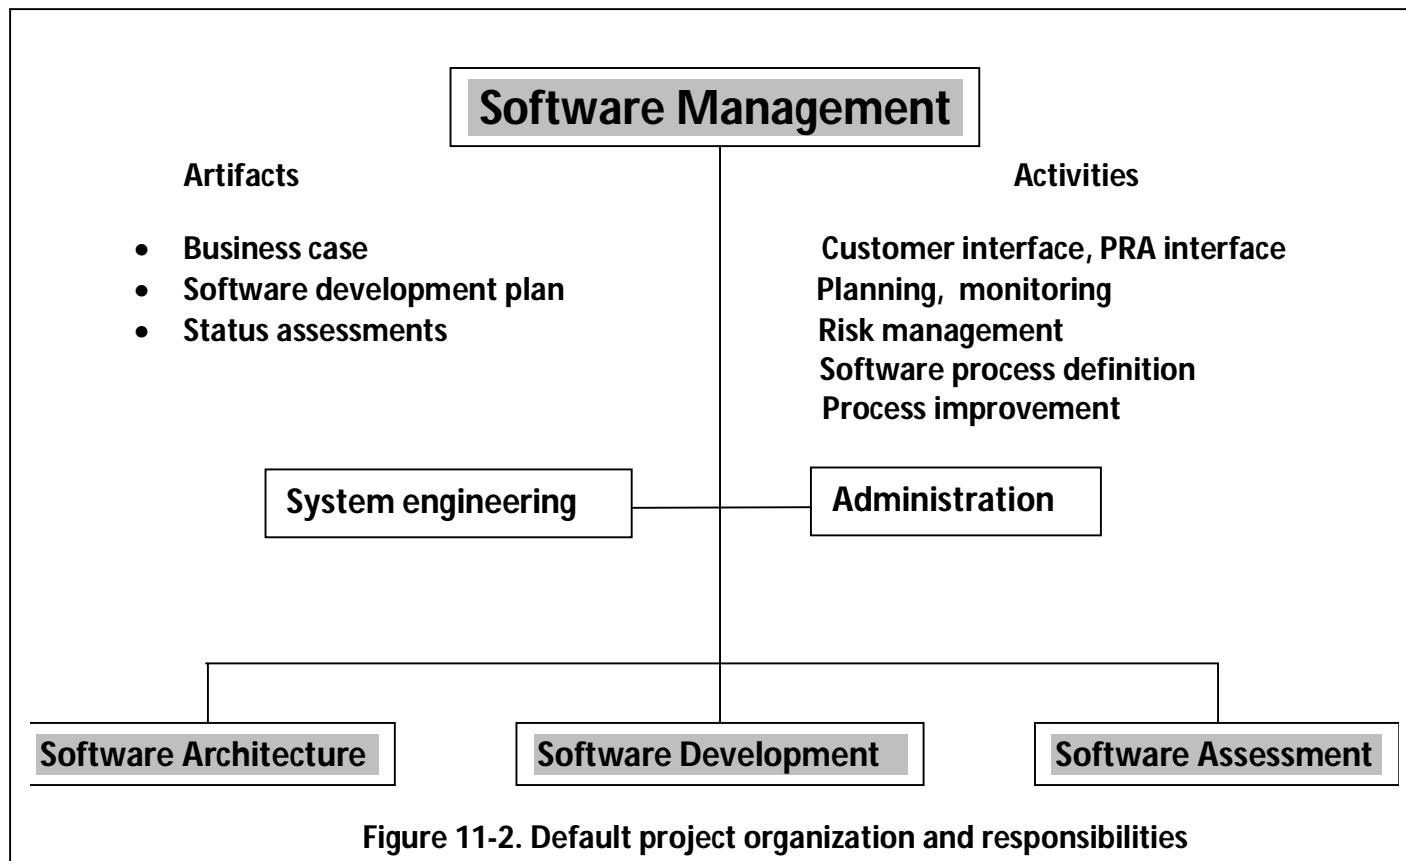 Software Management
Artifacts
• Business case
• Software development plan
• Status assessments
Activities
Customer interface, PRA interface
Planning, monitoring
Risk management
Software process definition
Process improvement
System engineering
Administration
Software Architecture
Software Development
Software Assessment
Figure 11-2. Default project organization and responsibilities